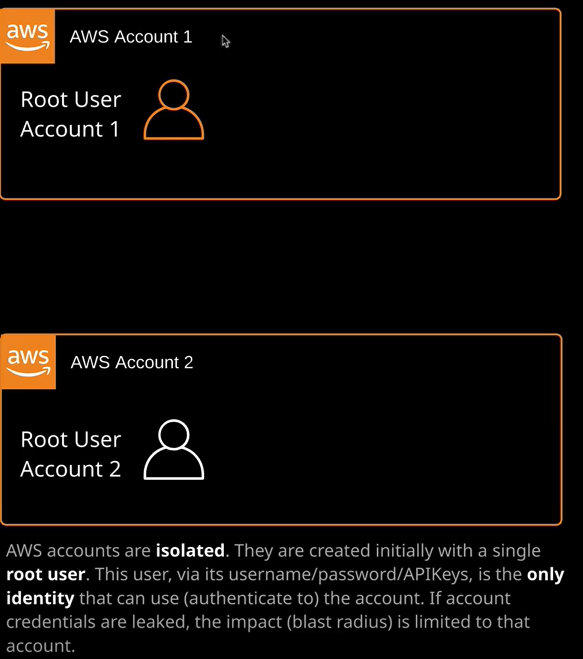 aws
AWS Account 1
Root User
Account 1
aws
AWS Account 2
Root User
Account 2
AWS accounts are isolated. They are created initially with a single
root user. This user, via its username/password/APIKeys, is the only
identity that can use (authenticate to) the account. If account
credentials are leaked, the impact (blast radius) is limited to that
account.